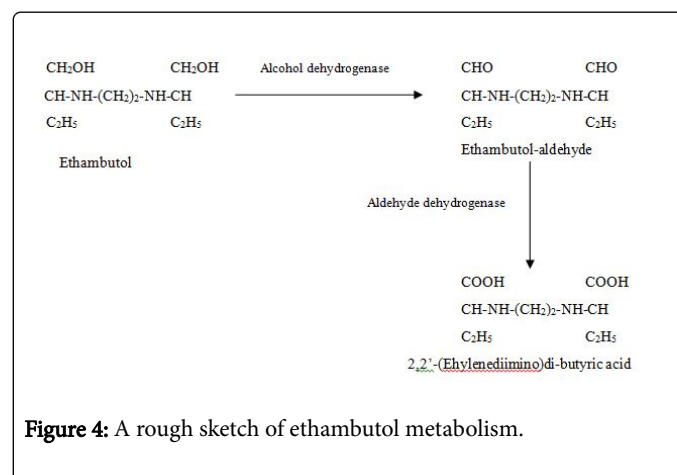 CH₂OH CH₂OH Alcohol dehydrogenase CHO CHO
CH-NH-(CH₂)₂-NH-CH CH-NH-(CH₂)₂-NH-CH
C₂H₅ C₂H₅ C₂H₅ C₂H₅
Ethambutol Ethambutol-aldehyde
Aldehyde dehydrogenase
COOH COOH
CH-NH-(CH₂)₂-NH-CH
C₂H₅ C₂H₅
2,2'-(Ehylenediimino)di-butyric acid
Figure 4: A rough sketch of ethambutol metabolism.